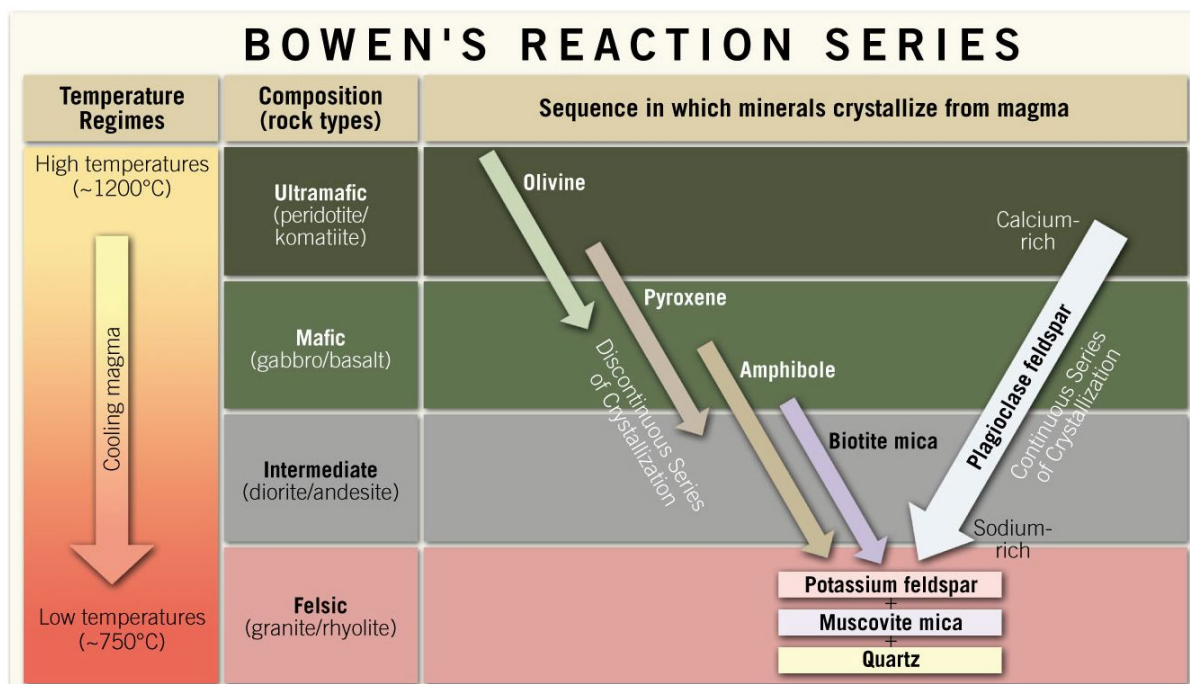 BOWEN'S REACTION SERIES
Temperature
Regimes
Composition
(rock types)
Sequence in which minerals crystallize from magma
High temperatures
(~1200°C)
Cooling magma
Low temperatures
(~750°C)
Ultramafic
(peridotite/
komatiite)
Mafic
(gabbro/basalt)
Intermediate
(diorite/andesite)
Felsic
(granite/rhyolite)
Olivine
Pyroxene
Amphibole
Biotite mica
Discontinuous Series
of Crystallization
Calcium-
rich
Plagioclase feldspar
Continuous Series
of Crystallization
Sodium-
rich
Potassium feldspar
+
Muscovite mica
+
Quartz